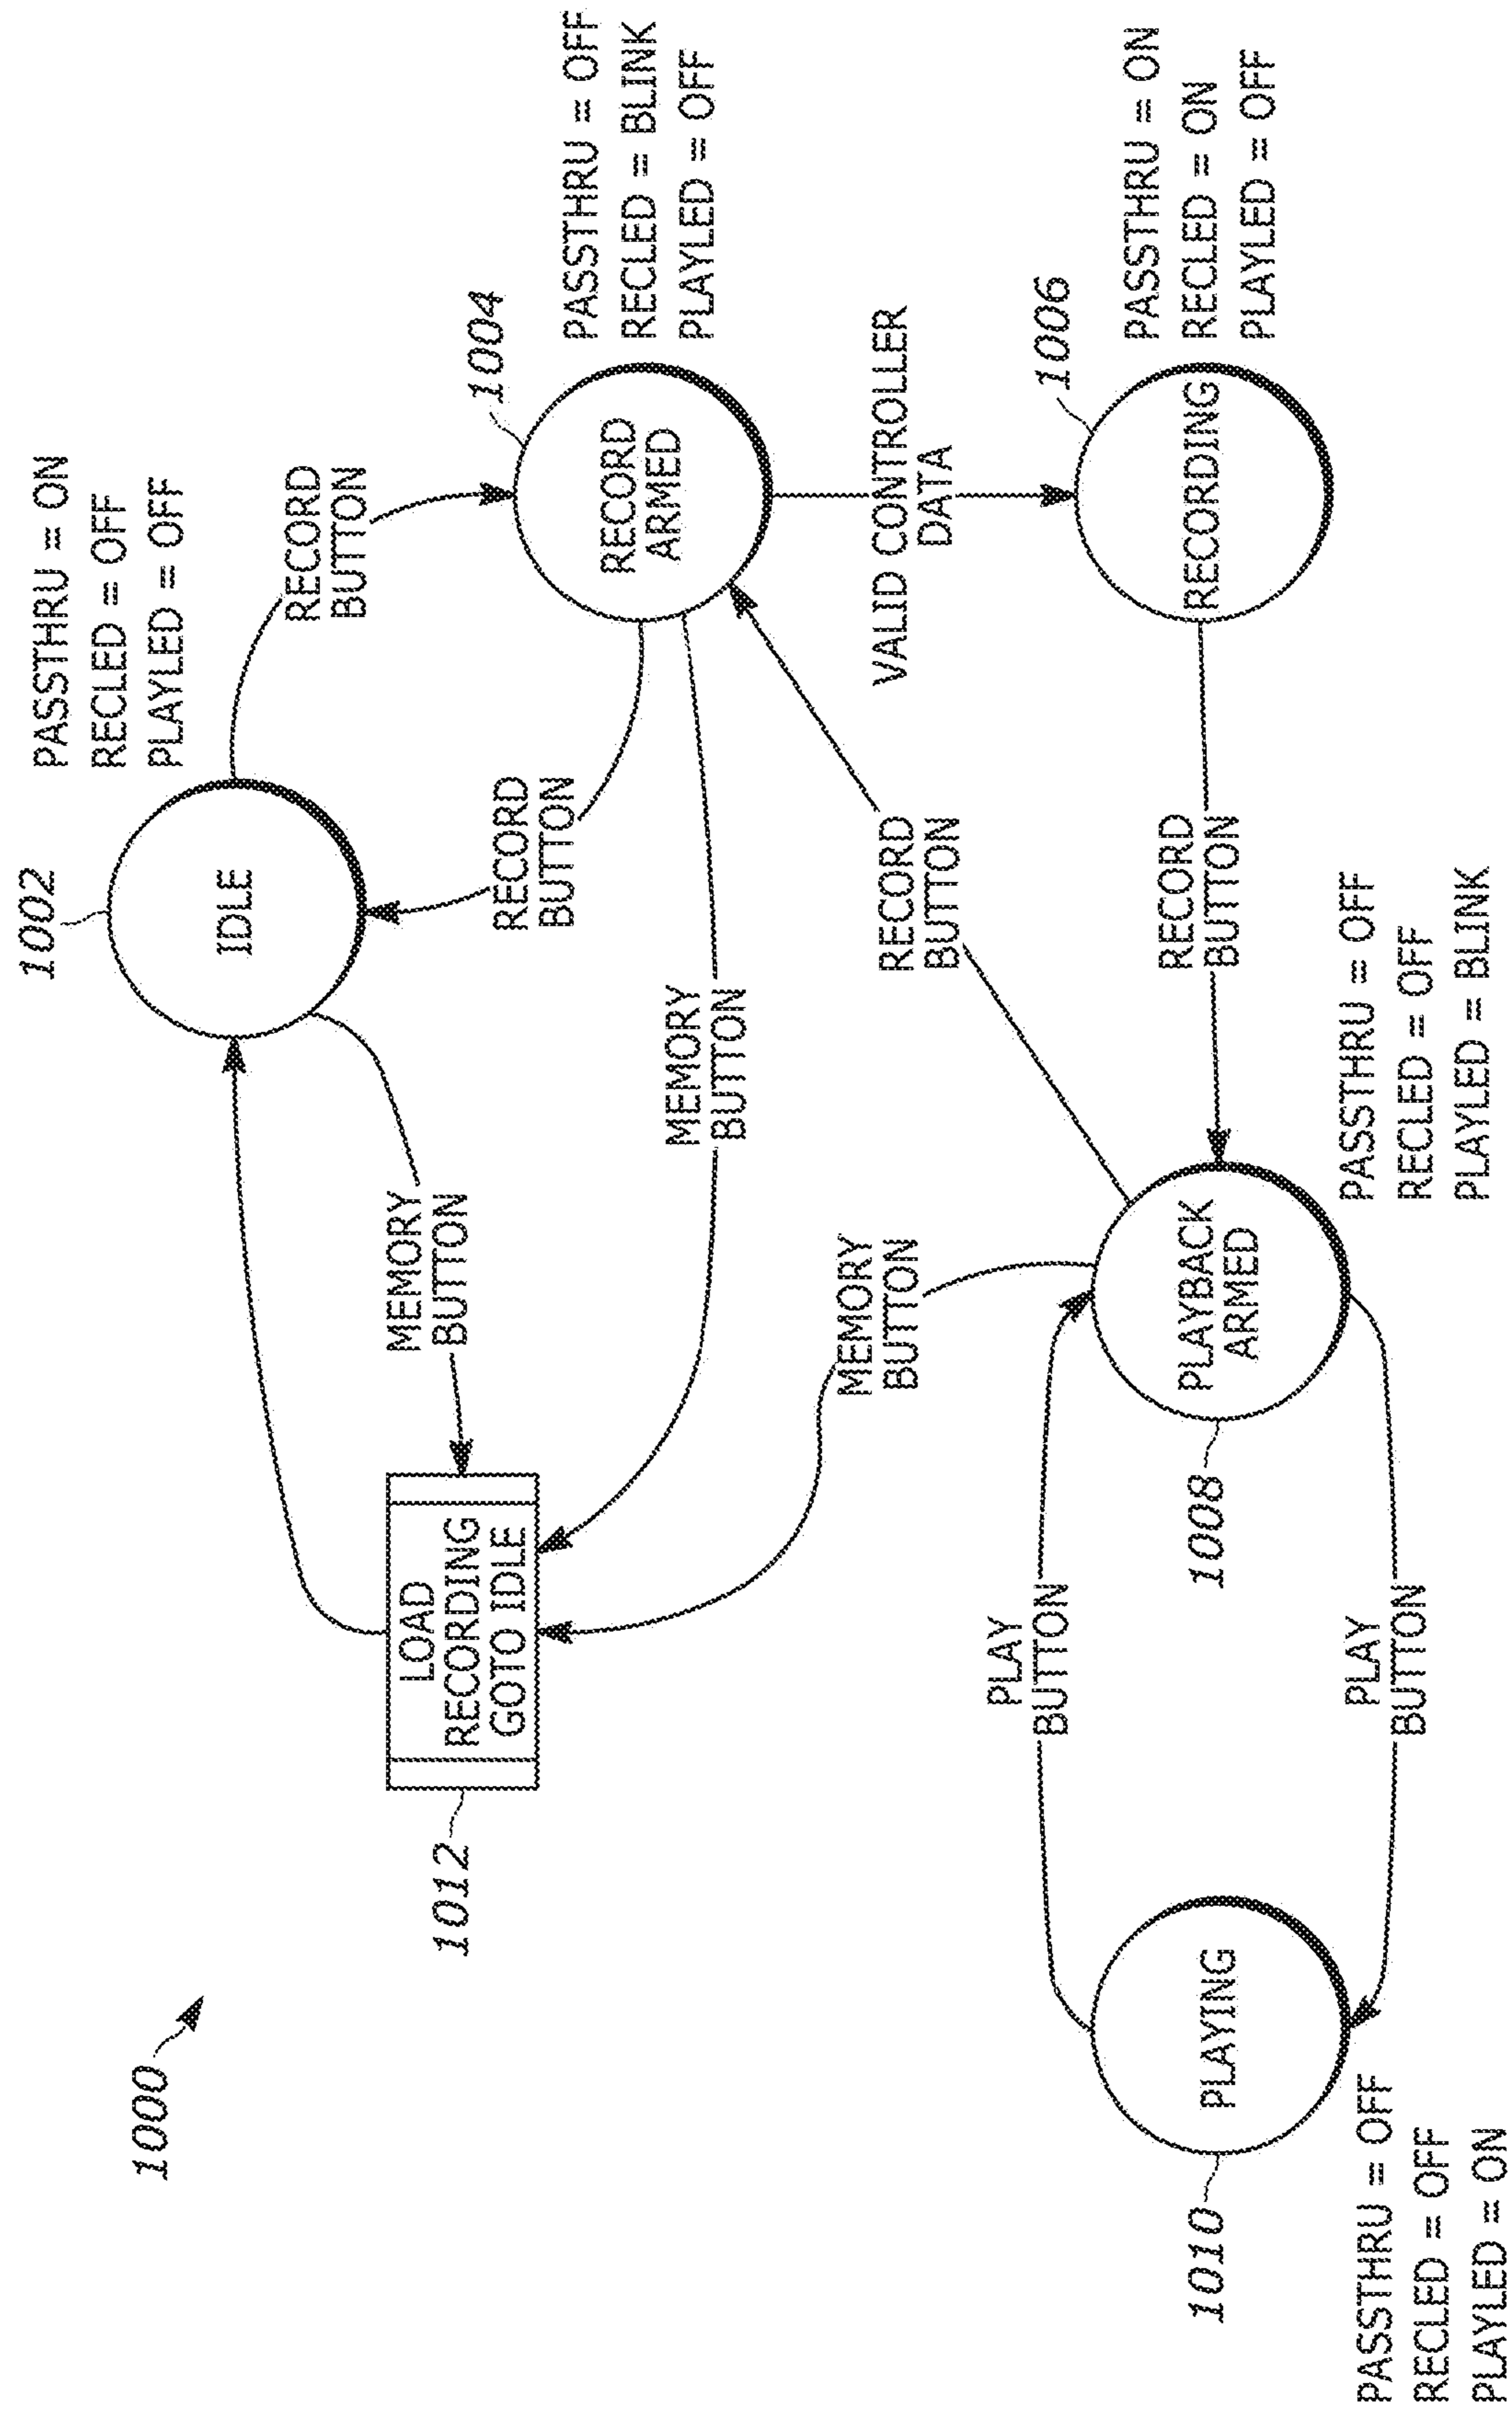 1000
1002
IDLE
PASSTHRU = ON
RECLED = OFF
PLAYLED = OFF
RECORD
BUTTON
1004
RECORD
ARMED
PASSTHRU = OFF
RECLED = BLINK
PLAYLED = OFF
RECORD
BUTTON
MEMORY
BUTTON
1012
LOAD
RECORDING
GOTO IDLE
MEMORY
BUTTON
MEMORY
BUTTON
RECORD
BUTTON
VALID CONTROLLER
DATA
1006
RECORDING
PASSTHRU = ON
RECLED = ON
PLAYLED = OFF
RECORD
BUTTON
1008
PLAYBACK
ARMED
PASSTHRU = OFF
RECLED = OFF
PLAYLED = BLINK
PLAY
BUTTON
PLAY
BUTTON
1010
PLAYING
PASSTHRU = OFF
RECLED = OFF
PLAYLED = ON